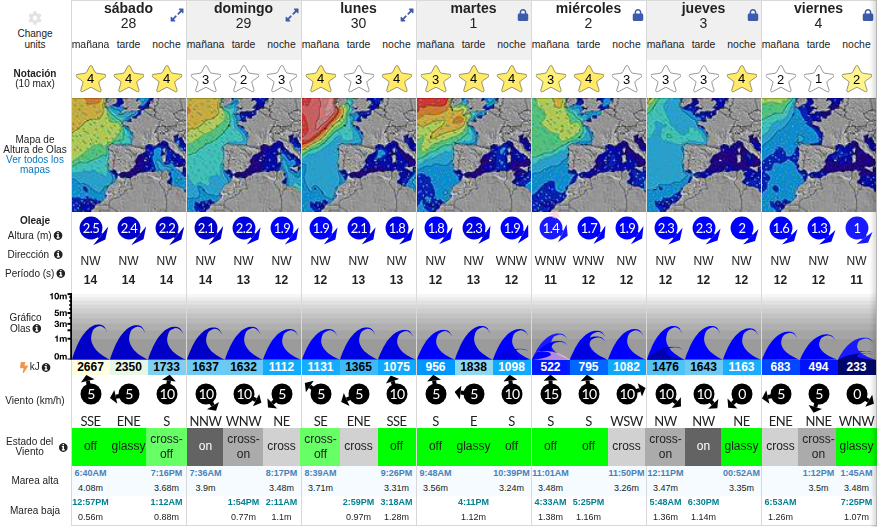 sábado domingo lunes martes miércoles jueves viernes
28 29 30 1 2 3 4
Change units
mañana tarde noche mañana tarde noche mañana tarde noche mañana tarde noche mañana tarde noche mañana tarde noche mañana tarde noche
Notación (10 max) 4 4 4 3 2 3 4 3 4 3 4 4 3 4 3 3 3 4 2 1 2
Mapa de
Altura de Olas
Ver todos los
mapas
Oleaje
Altura (m) 2.5 2.4 2.2 2.1 2.2 1.9 1.9 2.1 1.8 1.8 2.3 1.9 1.4 1.7 1.9 2.3 2.3 2 1.6 1.3 1
Dirección NW NW NW NW NW NW NW NW NW NW NW WNW WNW WNW WNW NW NW NW NW NW NW
Período (s) 14 14 14 14 13 12 12 13 13 12 13 12 11 12 12 12 12 12 12 12 11
10m
5m
Gráfico
Olas
3m
1m
0m
kJ 2667 2350 1733 1637 1632 1112 1131 1365 1075 956 1838 1098 522 795 1082 1476 1643 1163 683 494 233
Viento (km/h) 5 5 10 10 10 5 5 5 10 5 5 10 15 10 10 10 10 0 5 5 10
SSE ENE S NNW WNW NE SE ENE SSE S E S S S WSW NW NW NE ENE NNE WNW
Estado del Viento off glassy cross-off on cross-on cross cross-off cross off off glassy off off off cross cross-on on glassy cross cross-on glassy
Marea alta 6:40AM 7:16PM 7:36AM 8:17PM 8:39AM 9:26PM 9:48AM 10:39PM 11:01AM 11:50PM 12:11PM 00:52AM 1:12PM 1:45AM
4.08m 3.68m 3.9m 3.48m 3.71m 3.31m 3.56m 3.24m 3.48m 3.26m 3.47m 3.35m 3.5m 3.48m
Marea baja 12:57PM 1:12AM 1:54PM 2:11AM 2:59PM 3:18AM 4:11PM 4:33AM 5:25PM 5:48AM 6:30PM 6:53AM 7:25PM
0.56m 0.88m 0.77m 1.1m 0.97m 1.28m 1.12m 1.38m 1.16m 1.36m 1.14m 1.26m 1.07m